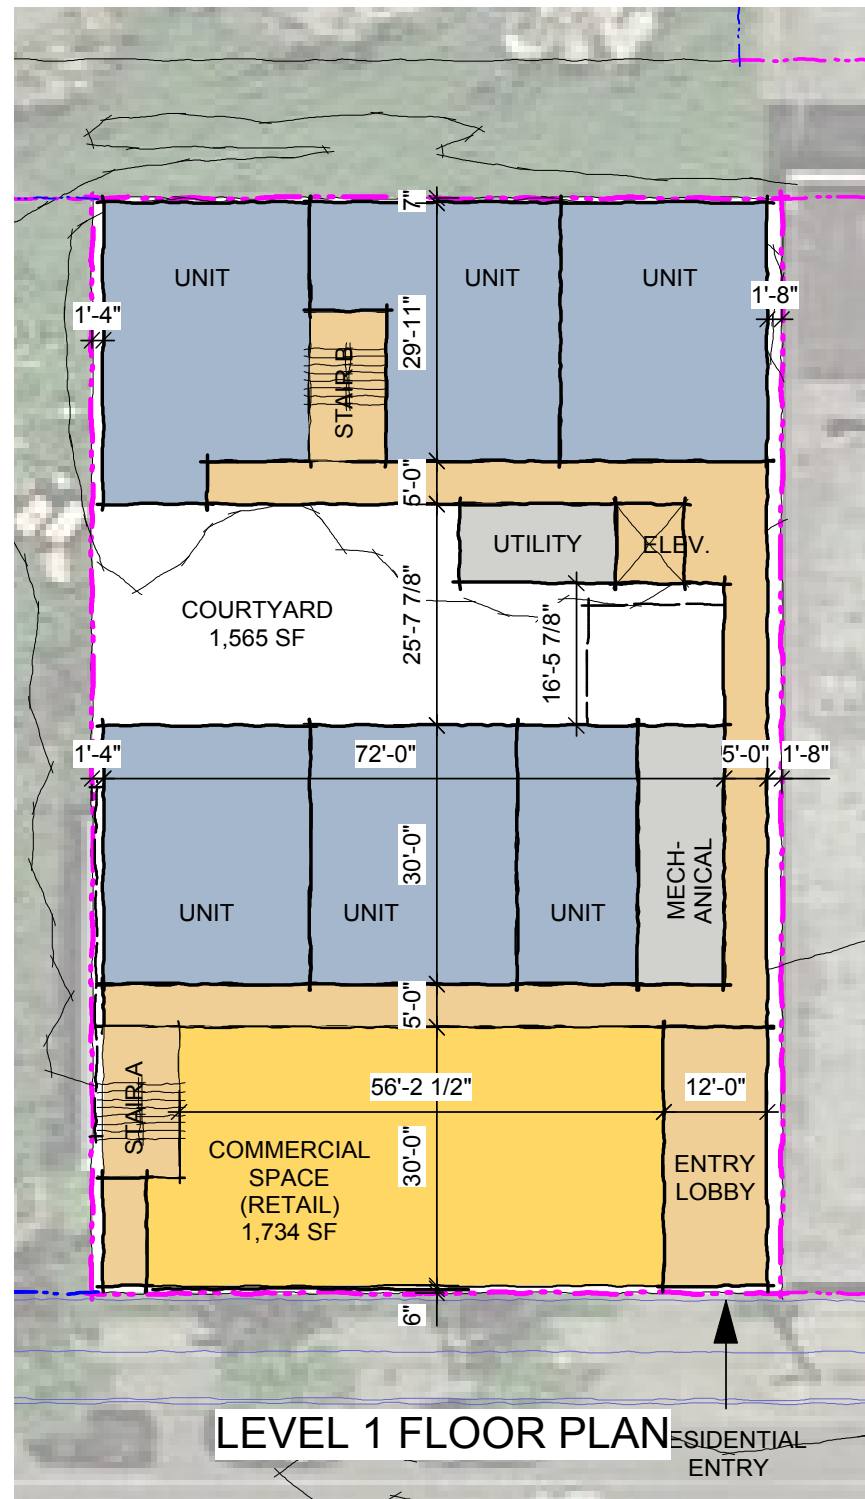 7"
UNIT
UNIT
UNIT
1'-4"
1'-8"
29'-11"
STAIR B
5'-0"
UTILITY
ELEV.
COURTYARD
1,565 SF
25'-7 7/8"
16'-5 7/8"
1'-4"
72'-0"
5'-0"
1'-8"
30'-0"
MECH-
ANICAL
UNIT
UNIT
UNIT
5'-0"
STAIR A
56'-2 1/2"
12'-0"
COMMERCIAL
SPACE
(RETAIL)
1,734 SF
30'-0"
ENTRY
LOBBY
6"
LEVEL 1 FLOOR PLAN
ESIDENTIAL
ENTRY